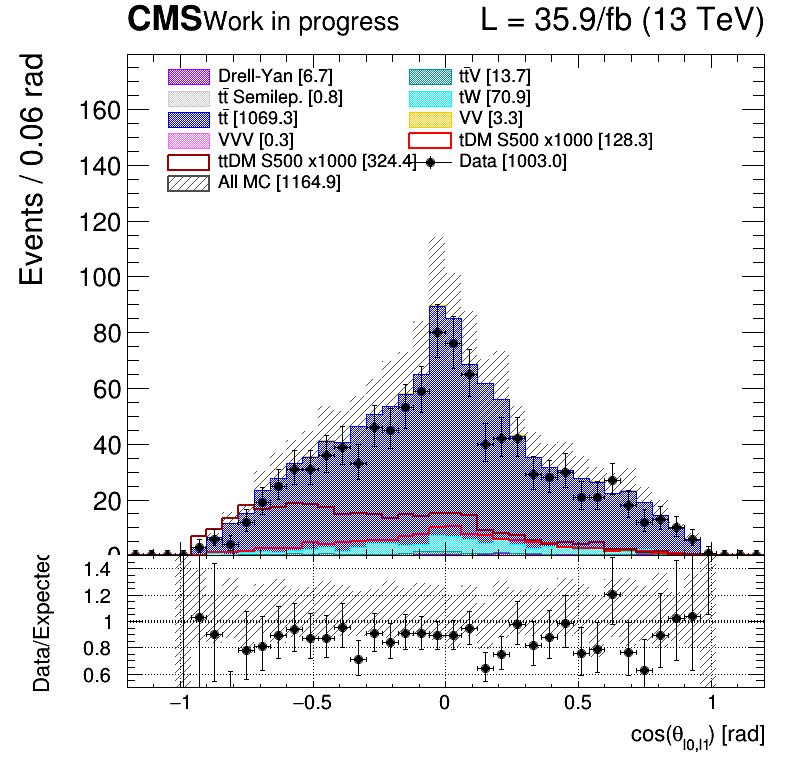 CMS Work in progress L = 35.9/fb (13 TeV)
Events / 0.06 rad
Drell-Yan [6.7] tt̄V [13.7]
tt̄ Semilep. [0.8] tW [70.9]
tt̄ [1069.3] VV [3.3]
VVV [0.3] tDM S500 x1000 [128.3]
ttDM S500 x1000 [324.4] Data [1003.0]
All MC [1164.9]
160
140
120
100
80
60
40
20
0
Data/Expected
1.4
1.2
1
0.8
0.6
−1 −0.5 0 0.5 1
cos(θ_{l0,l1}) [rad]